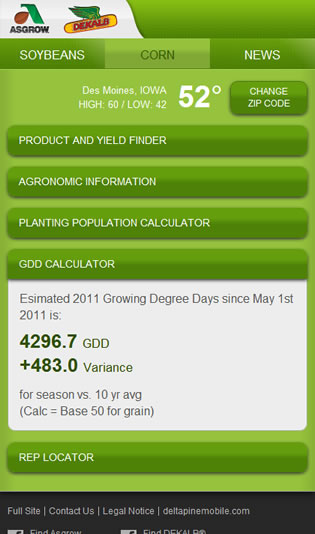 ASGROW
DEKALB
SOYBEANS
CORN
NEWS
Des Moines, IOWA
HIGH: 60 / LOW: 42
52°
CHANGE
ZIP CODE
PRODUCT AND YIELD FINDER
AGRONOMIC INFORMATION
PLANTING POPULATION CALCULATOR
GDD CALCULATOR
Esimated 2011 Growing Degree Days since May 1st
2011 is:
4296.7 GDD
+483.0 Variance
for season vs. 10 yr avg
(Calc = Base 50 for grain)
REP LOCATOR
Full Site | Contact Us | Legal Notice | deltapinemobile.com
Find Asgrow
Find DEKALB®